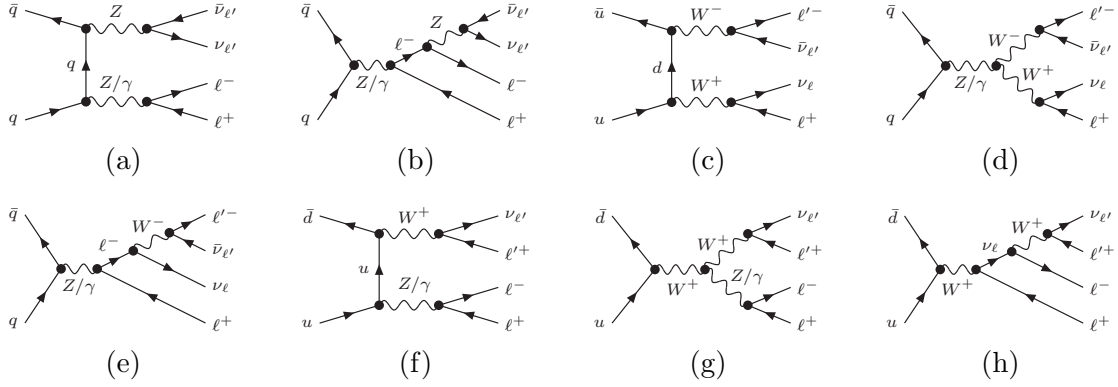 q̄ Z ν̄ℓ′ νℓ′ q Z/γ ℓ− q ℓ+
q̄ Z ν̄ℓ′ νℓ′ ℓ− Z/γ ℓ− q ℓ+
ū W− ℓ′− ν̄ℓ′ d W+ νℓ u ℓ+
q̄ W− ℓ′− ν̄ℓ′ Z/γ W+ νℓ q ℓ+
(a) (b) (c) (d)
q̄ W− ℓ′− ν̄ℓ′ ℓ− Z/γ νℓ q ℓ+
d̄ W+ νℓ′ ℓ′+ u Z/γ ℓ− u ℓ+
d̄ W+ νℓ′ ℓ′+ W+ Z/γ ℓ− u ℓ+
d̄ W+ νℓ′ ℓ′+ νℓ W+ ℓ− u ℓ+
(e) (f) (g) (h)